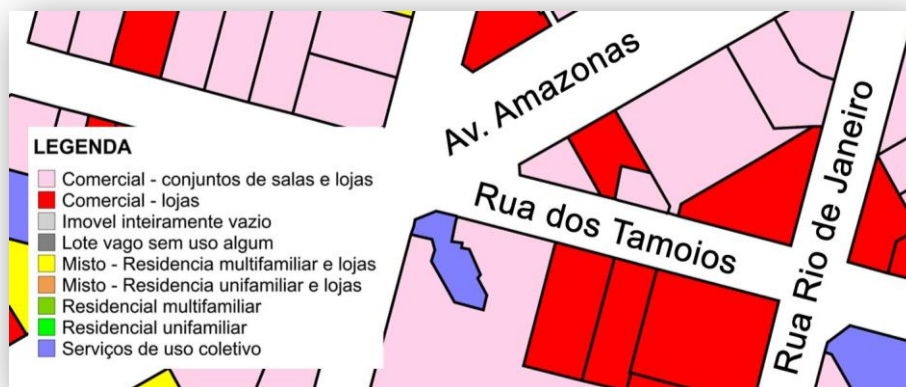 Av. Amazonas
Rua dos Tamoios
Rua Rio de Janeiro
LEGENDA
Comercial - conjuntos de salas e lojas
Comercial - lojas
Imovel inteiramente vazio
Lote vago sem uso algum
Misto - Residencia multifamiliar e lojas
Misto - Residencia unifamiliar e lojas
Residencial multifamiliar
Residencial unifamiliar
Serviços de uso coletivo